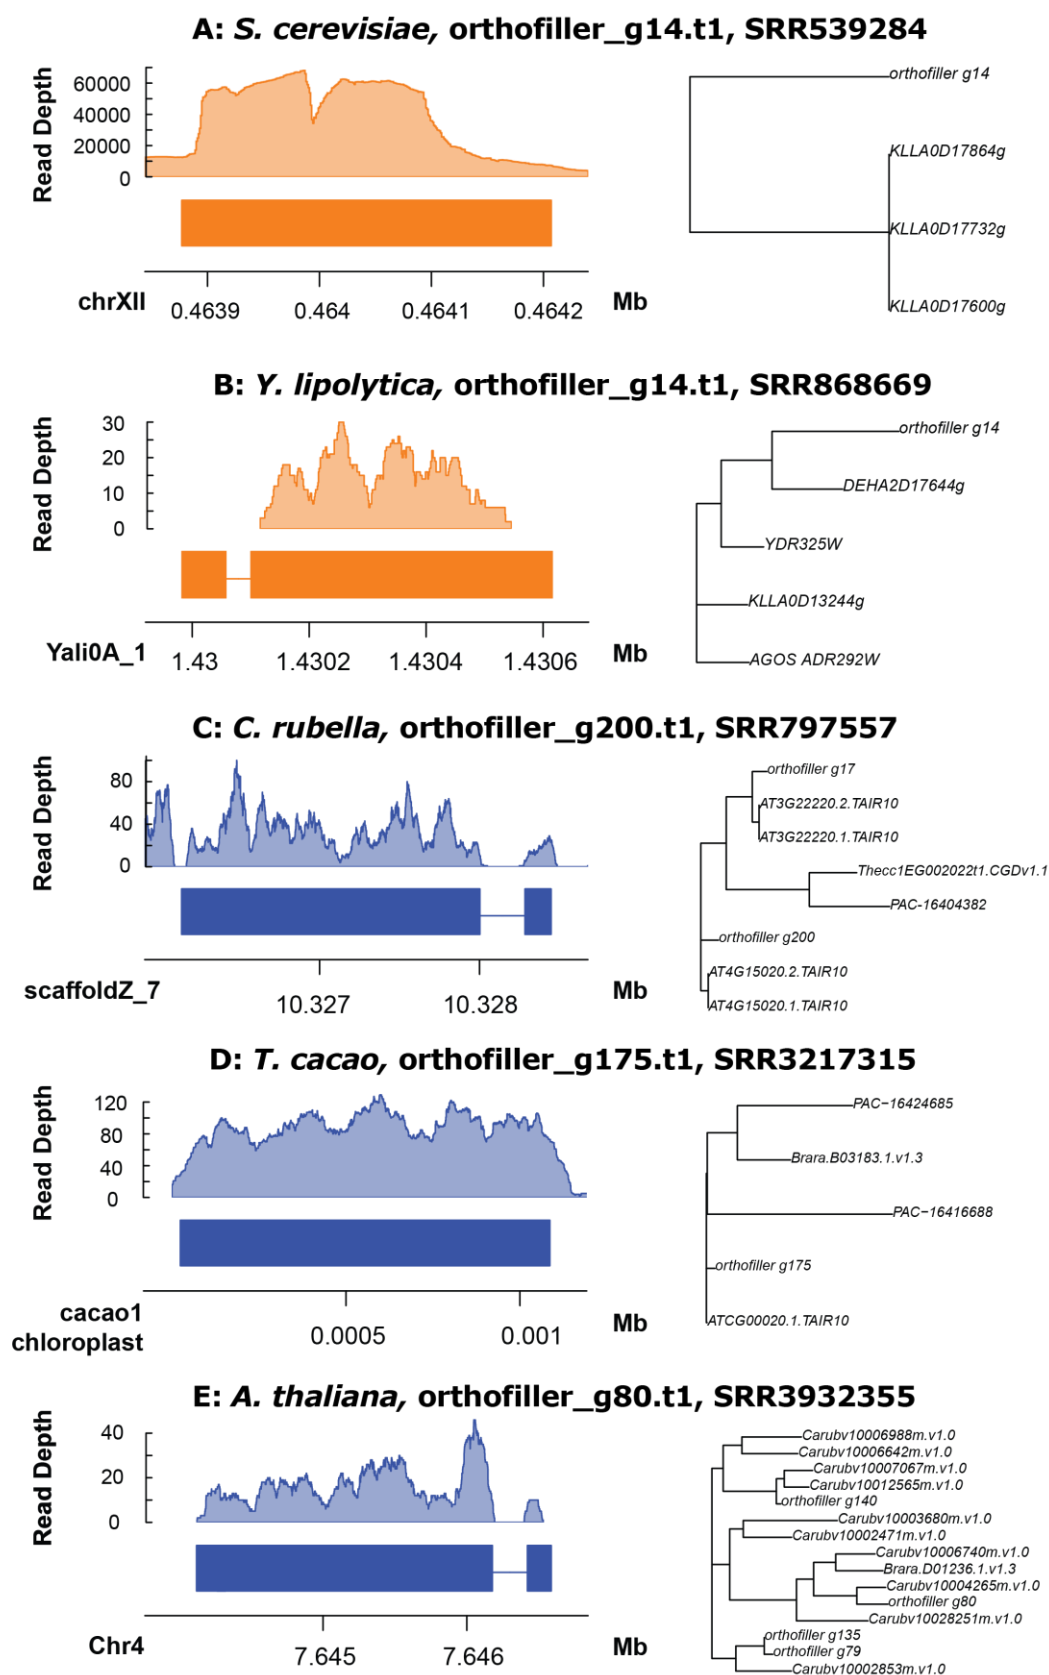 A: S. cerevisiae, orthofiller_g14.t1, SRR539284
Read Depth
60000
40000
20000
0
chrXII
0.4639
0.464
0.4641
0.4642
Mb
orthofiller g14
KLLA0D17864g
KLLA0D17732g
KLLA0D17600g
B: Y. lipolytica, orthofiller_g14.t1, SRR868669
Read Depth
30
20
10
0
Yali0A_1
1.43
1.4302
1.4304
1.4306
Mb
orthofiller g14
DEHA2D17644g
YDR325W
KLLA0D13244g
AGOS ADR292W
C: C. rubella, orthofiller_g200.t1, SRR797557
Read Depth
80
40
0
scaffoldZ_7
10.327
10.328
Mb
orthofiller g17
AT3G22220.2.TAIR10
AT3G22220.1.TAIR10
Thecc1EG002022t1.CGDv1.1
PAC-16404382
orthofiller g200
AT4G15020.2.TAIR10
AT4G15020.1.TAIR10
D: T. cacao, orthofiller_g175.t1, SRR3217315
Read Depth
120
80
40
0
cacao1
chloroplast
0.0005
0.001
Mb
PAC−16424685
Brara.B03183.1.v1.3
PAC−16416688
orthofiller g175
ATCG00020.1.TAIR10
E: A. thaliana, orthofiller_g80.t1, SRR3932355
Read Depth
40
20
0
Chr4
7.645
7.646
Mb
Carubv10006988m.v1.0
Carubv10006642m.v1.0
Carubv10007067m.v1.0
Carubv10012565m.v1.0
orthofiller g140
Carubv10003680m.v1.0
Carubv10002471m.v1.0
Carubv10006740m.v1.0
Brara.D01236.1.v1.3
Carubv10004265m.v1.0
orthofiller g80
Carubv10028251m.v1.0
orthofiller g135
orthofiller g79
Carubv10002853m.v1.0